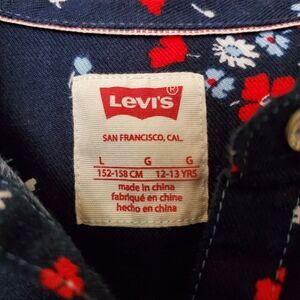 LEVI'S
SAN FRANCISCO, CAL.
L G G
152-158 CM 12-13 YRS
made in china
fabriqué en chine
hecho en china